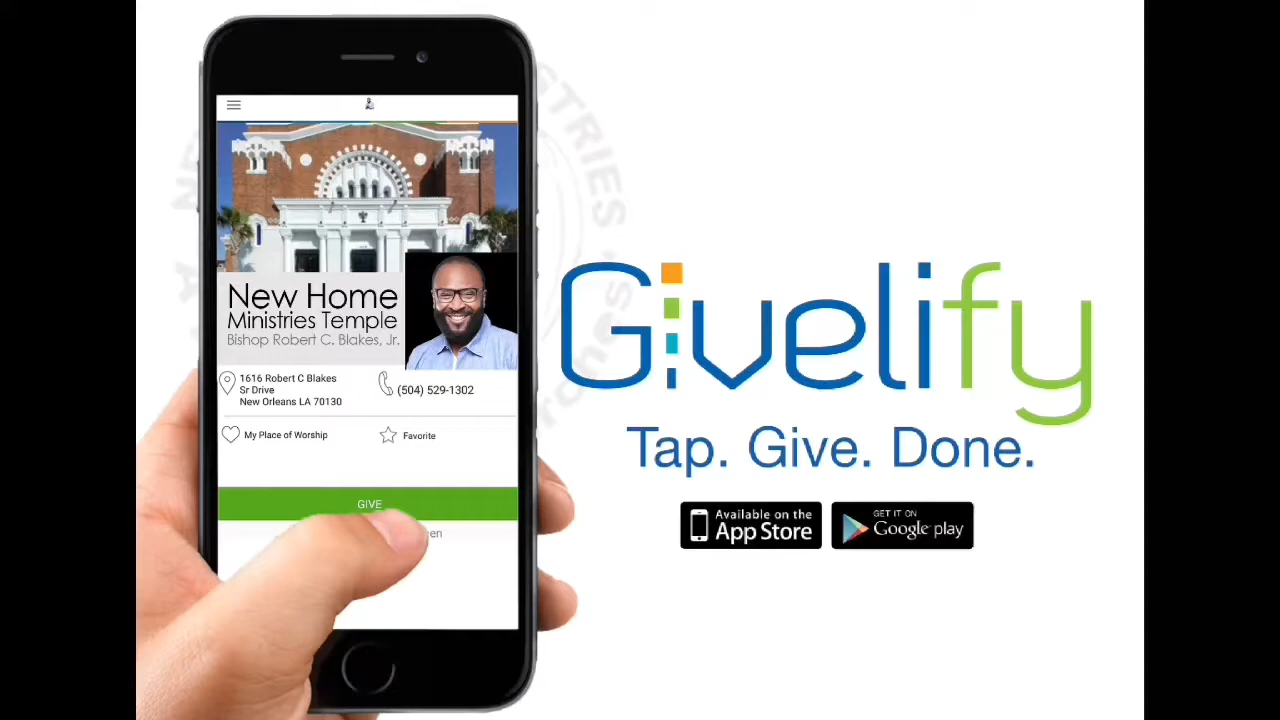 New Home
Ministries Temple
Bishop Robert C. Blakes, Jr.
1616 Robert C Blakes
Sr Drive
New Orleans LA 70130
(504) 529-1302
My Place of Worship
Favorite
GIVE
Givelify
Tap. Give. Done.
Available on the
App Store
GET IT ON
Google play